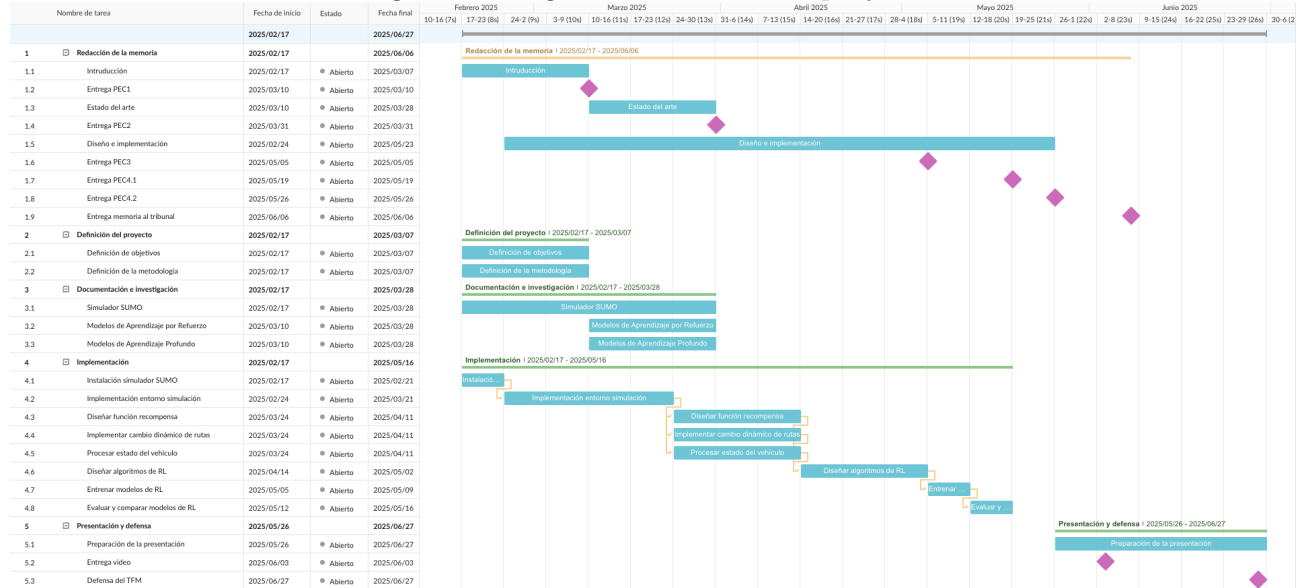 Nombre de tarea Fecha de inicio Estado Fecha final Febrero 2025 Marzo 2025 Abril 2025 Mayo 2025 Junio 2025
10-16 (7s) 17-23 (8s) 24-2 (9s) 3-9 (10s) 10-16 (11s) 17-23 (12s) 24-30 (13s) 31-6 (14s) 7-13 (15s) 14-20 (16s) 21-27 (17s) 28-4 (18s) 5-11 (19s) 12-18 (20s) 19-25 (21s) 26-1 (22s) 2-8 (23s) 9-15 (24s) 16-22 (25s) 23-29 (26s) 30-6 (2
2025/02/17 2025/06/27
1 Redacción de la memoria 2025/02/17 2025/06/06 Redacción de la memoria 2025/02/17 - 2025/06/06
1.1 Intruducción 2025/02/17 Abierto 2025/03/07 Intruducción
1.2 Entrega PEC1 2025/03/10 Abierto 2025/03/10
1.3 Estado del arte 2025/03/10 Abierto 2025/03/28 Estado del arte
1.4 Entrega PEC2 2025/03/31 Abierto 2025/03/31
1.5 Diseño e implementación 2025/02/24 Abierto 2025/05/23 Diseño e implementación
1.6 Entrega PEC3 2025/05/05 Abierto 2025/05/05
1.7 Entrega PEC4.1 2025/05/19 Abierto 2025/05/19
1.8 Entrega PEC4.2 2025/05/26 Abierto 2025/05/26
1.9 Entrega memoria al tribunal 2025/06/06 Abierto 2025/06/06
2 Definición del proyecto 2025/02/17 2025/03/07 Definición del proyecto 2025/02/17 - 2025/03/07
2.1 Definición de objetivos 2025/02/17 Abierto 2025/03/07 Definición de objetivos
2.2 Definición de la metodología 2025/02/17 Abierto 2025/03/07 Definición de la metodología
3 Documentación e investigación 2025/02/17 2025/03/28 Documentación e investigación 2025/02/17 - 2025/03/28
3.1 Simulador SUMO 2025/02/17 Abierto 2025/03/28 Simulador SUMO
3.2 Modelos de Aprendizaje por Refuerzo 2025/03/10 Abierto 2025/03/28 Modelos de Aprendizaje por Refuerzo
3.3 Modelos de Aprendizaje Profundo 2025/03/10 Abierto 2025/03/28 Modelos de Aprendizaje Profundo
4 Implementación 2025/02/17 2025/05/16 Implementación 2025/02/17 - 2025/05/16
4.1 Instalación simulador SUMO 2025/02/17 Abierto 2025/02/21 Instalació...
4.2 Implementación entorno simulación 2025/02/24 Abierto 2025/03/21 Implementación entorno simulación
4.3 Diseñar función recompensa 2025/03/24 Abierto 2025/04/11 Diseñar función recompensa
4.4 Implementar cambio dinámico de rutas 2025/03/24 Abierto 2025/04/11 Implementar cambio dinámico de rutas
4.5 Procesar estado del vehículo 2025/03/24 Abierto 2025/04/11 Procesar estado del vehículo
4.6 Diseñar algoritmos de RL 2025/04/14 Abierto 2025/05/02 Diseñar algoritmos de RL
4.7 Entrenar modelos de RL 2025/05/05 Abierto 2025/05/09 Entrenar ...
4.8 Evaluar y comparar modelos de RL 2025/05/12 Abierto 2025/05/16 Evaluar y ...
5 Presentación y defensa 2025/05/26 2025/06/27 Presentación y defensa 2025/05/26 - 2025/06/27
5.1 Preparación de la presentación 2025/05/26 Abierto 2025/06/27 Preparación de la presentación
5.2 Entrega vídeo 2025/06/03 Abierto 2025/06/03
5.3 Defensa del TFM 2025/06/27 Abierto 2025/06/27